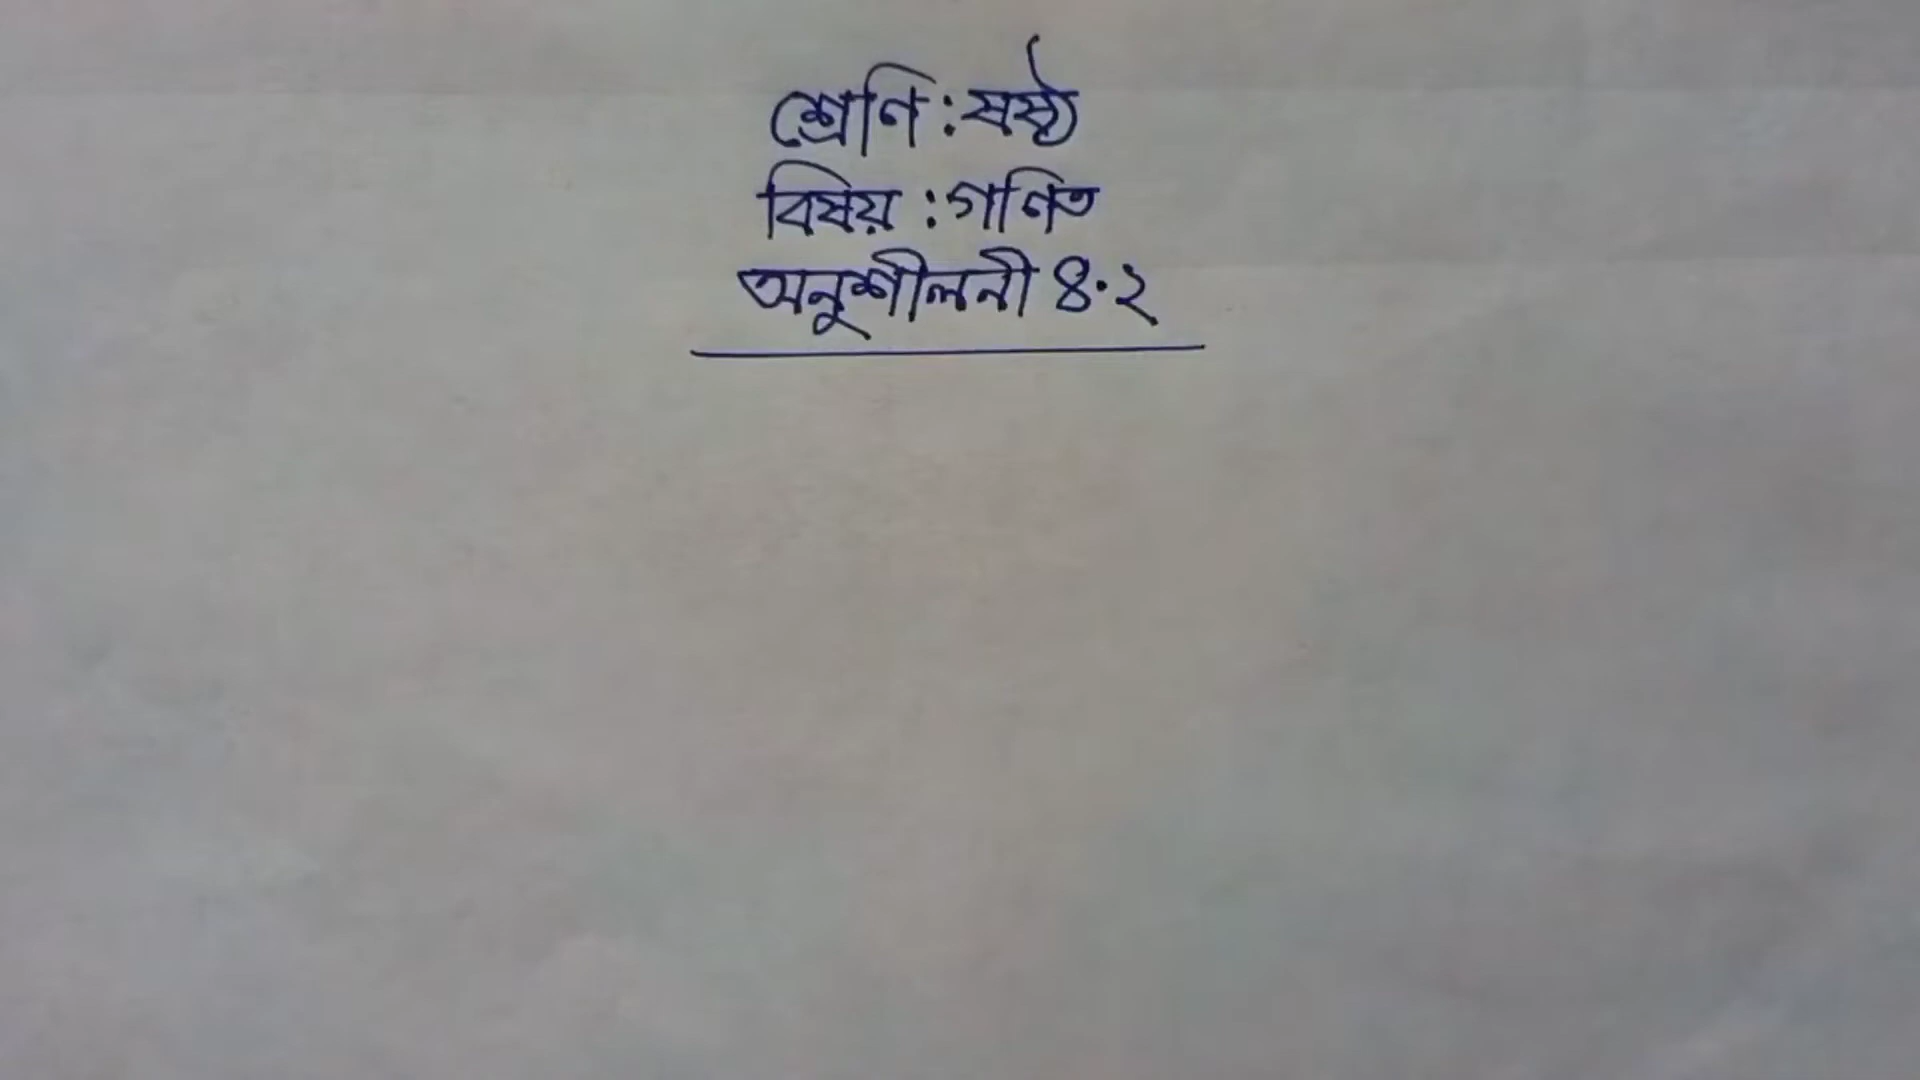 শ্রেণি : ষষ্ঠ
বিষয় : গণিত
অনুশীলনী ৪.২